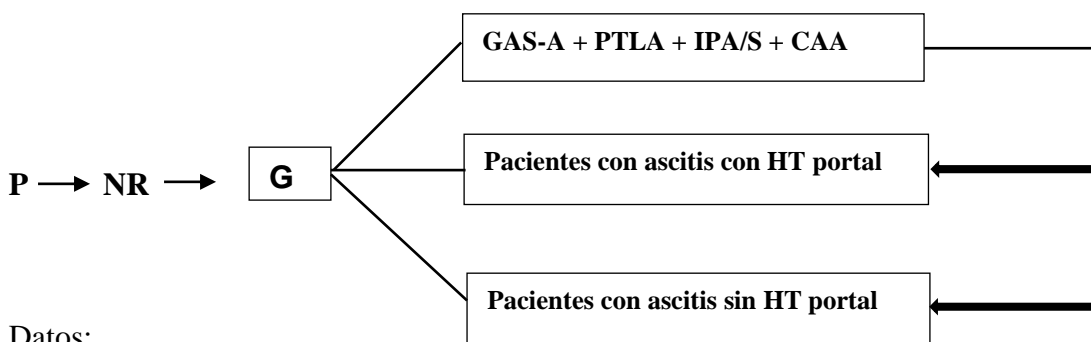 GAS-A + PTLA + IPA/S + CAA
Pacientes con ascitis con HT portal
P NR G
Pacientes con ascitis sin HT portal
Datos: